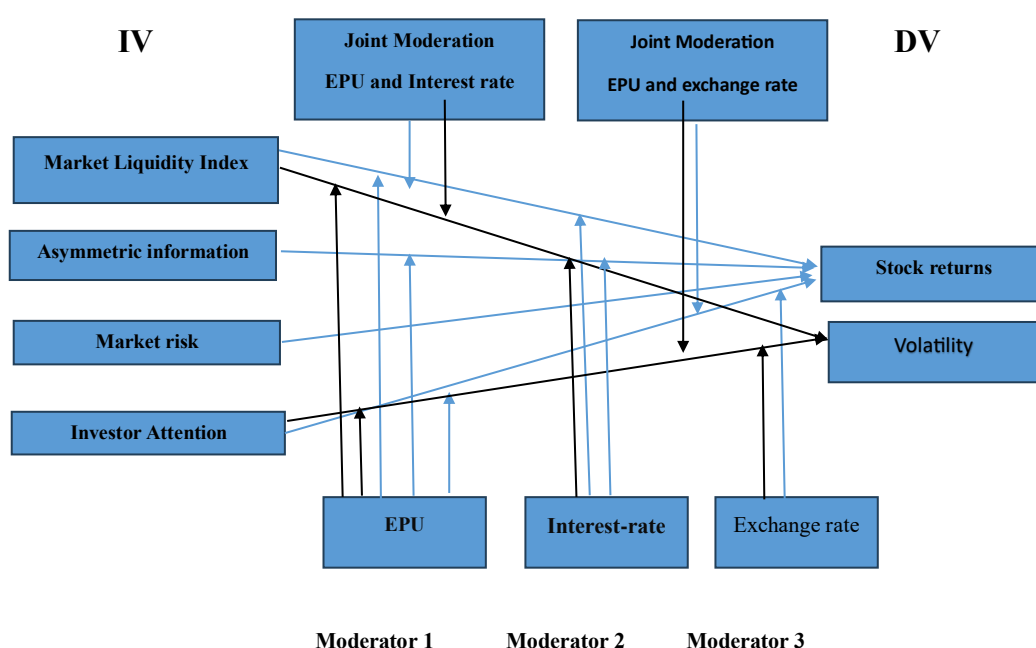 IV
Joint Moderation
EPU and Interest rate
Joint Moderation
EPU and exchange rate
DV
Market Liquidity Index
Asymmetric information
Stock returns
Market risk
Volatility
Investor Attention
EPU
Interest-rate
Exchange rate
Moderator 1
Moderator 2
Moderator 3